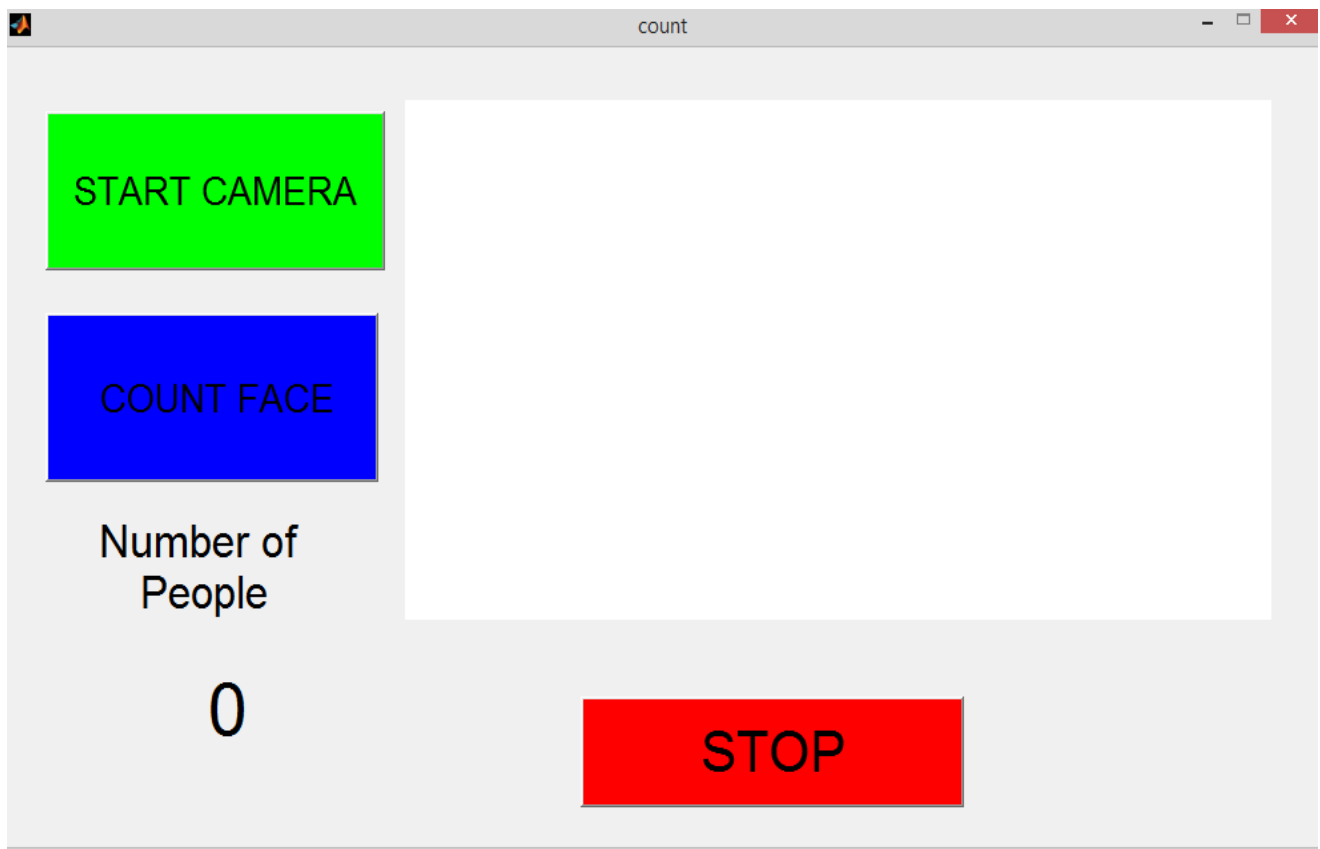 count
START CAMERA
COUNT FACE
Number of
People
0
STOP